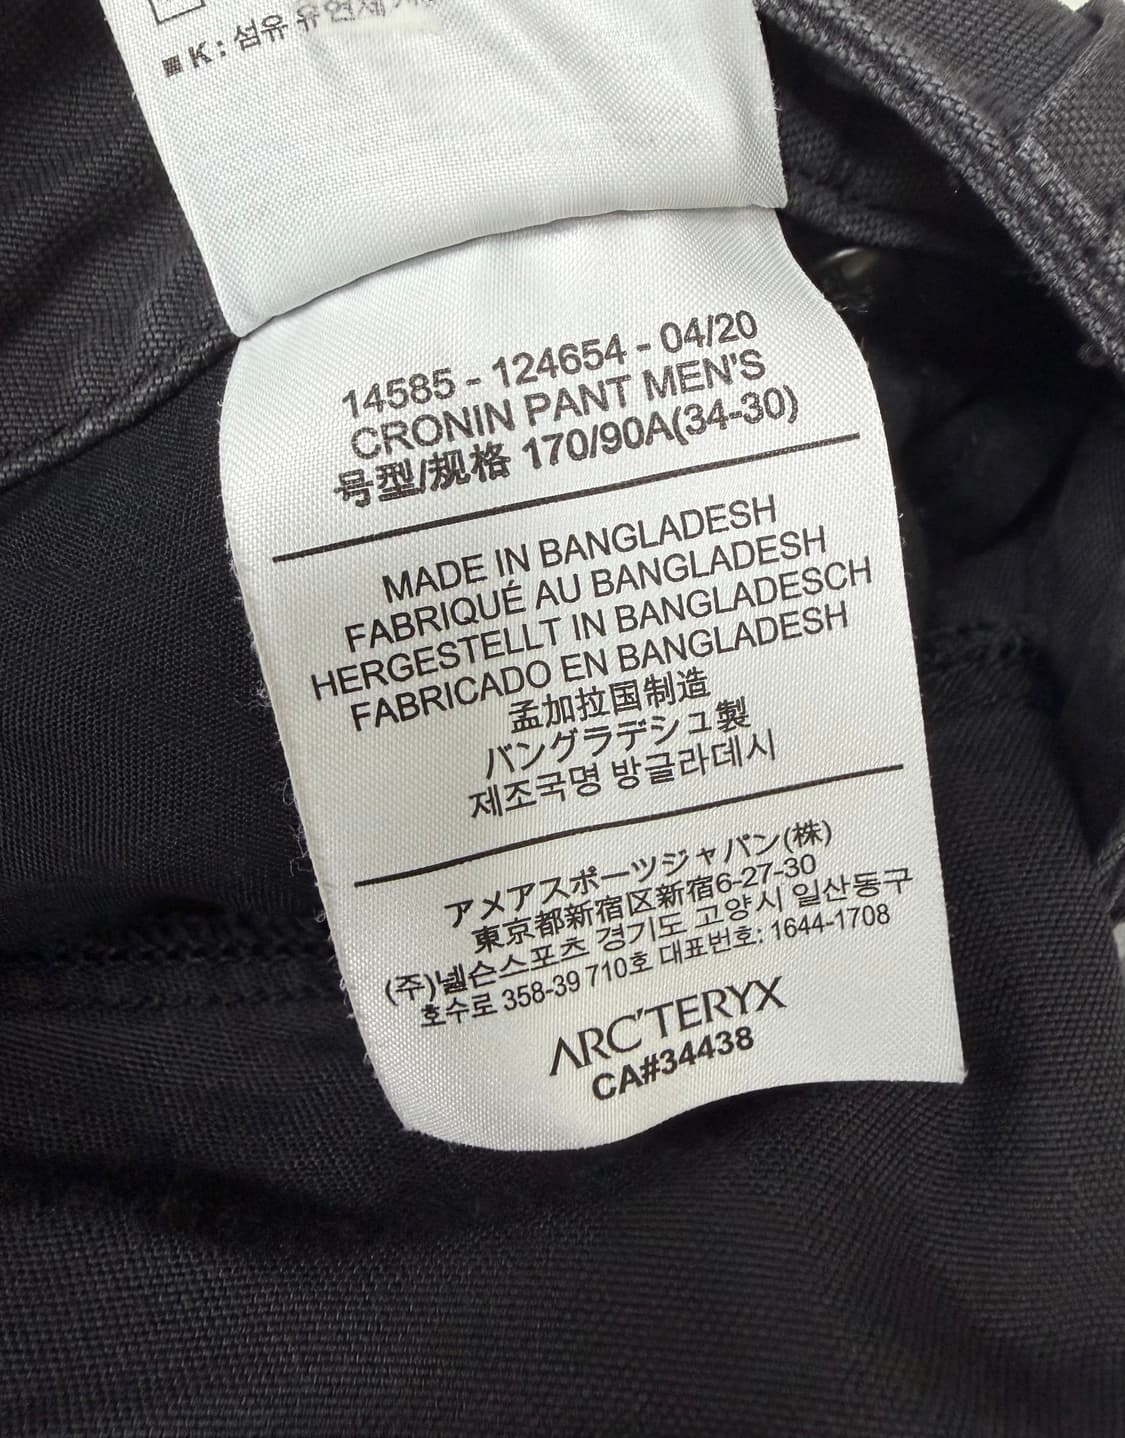 K : 섬유 유연제
14585 - 124654 - 04/20
CRONIN PANT MEN'S
号型/规格 170/90A(34-30)
MADE IN BANGLADESH
FABRIQUÉ AU BANGLADESH
HERGESTELLT IN BANGLADESCH
FABRICADO EN BANGLADESH
孟加拉国制造
バングラデシュ製
제조국명 방글라데시
アメアスポーツジャパン(株)
東京都新宿区新宿6-27-30
(주)넬슨스포츠 경기도 고양시 일산동구
호수로 358-39 710호 대표번호: 1644-1708
ARC'TERYX
CA#34438